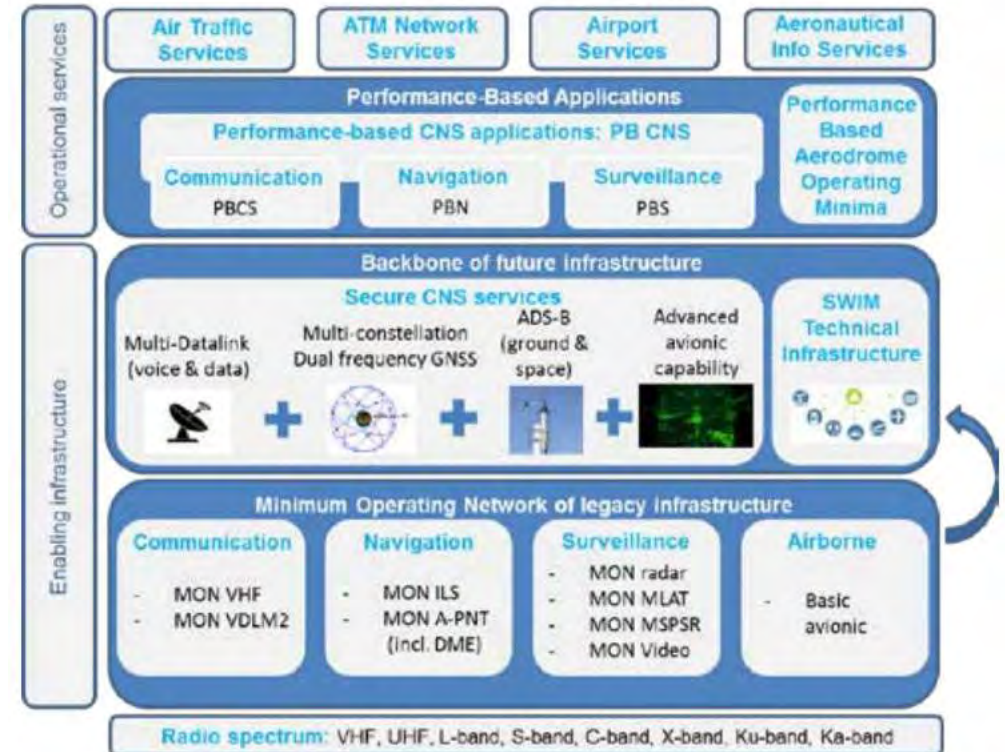 Operational services
Air Traffic
Services
ATM Network
Services
Airport
Services
Aeronautical
Info Services
Performance-Based Applications
Performance-based CNS applications: PB CNS
Communication
PBCS
Navigation
PBN
Surveillance
PBS
Performance
Based
Aerodrome
Operating
Minima
Enabling infrastructure
Backbone of future infrastructure
Secure CNS services
Multi-Datalink
(voice & data)
Multi-constellation
Dual frequency GNSS
ADS-B
(ground &
space)
Advanced
avionic
capability
SWIM
Technical
Infrastructure
Minimum Operating Network of legacy infrastructure
Communication
- MON VHF
- MON VDLM2
Navigation
- MON ILS
- MON A-PNT
(incl. DME)
Surveillance
- MON radar
- MON MLAT
- MON MSPSR
- MON Video
Airborne
- Basic
avionic
Radio spectrum: VHF, UHF, L-band, S-band, C-band, X-band, Ku-band, Ka-band